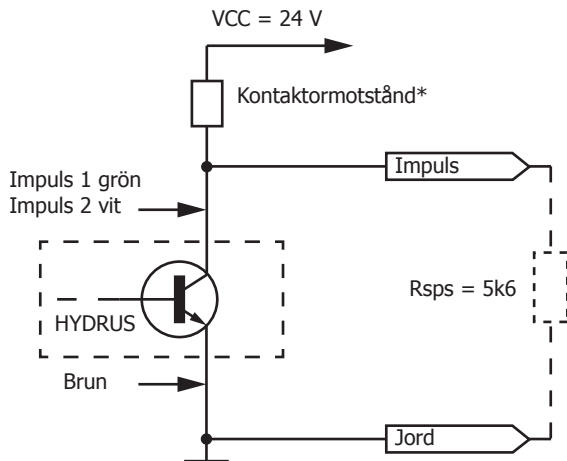 VCC = 24 V
Kontaktormotstånd*
Impuls
Impuls 1 grön
Impuls 2 vit
Rsps = 5k6
HYDRUS
Brun
Jord